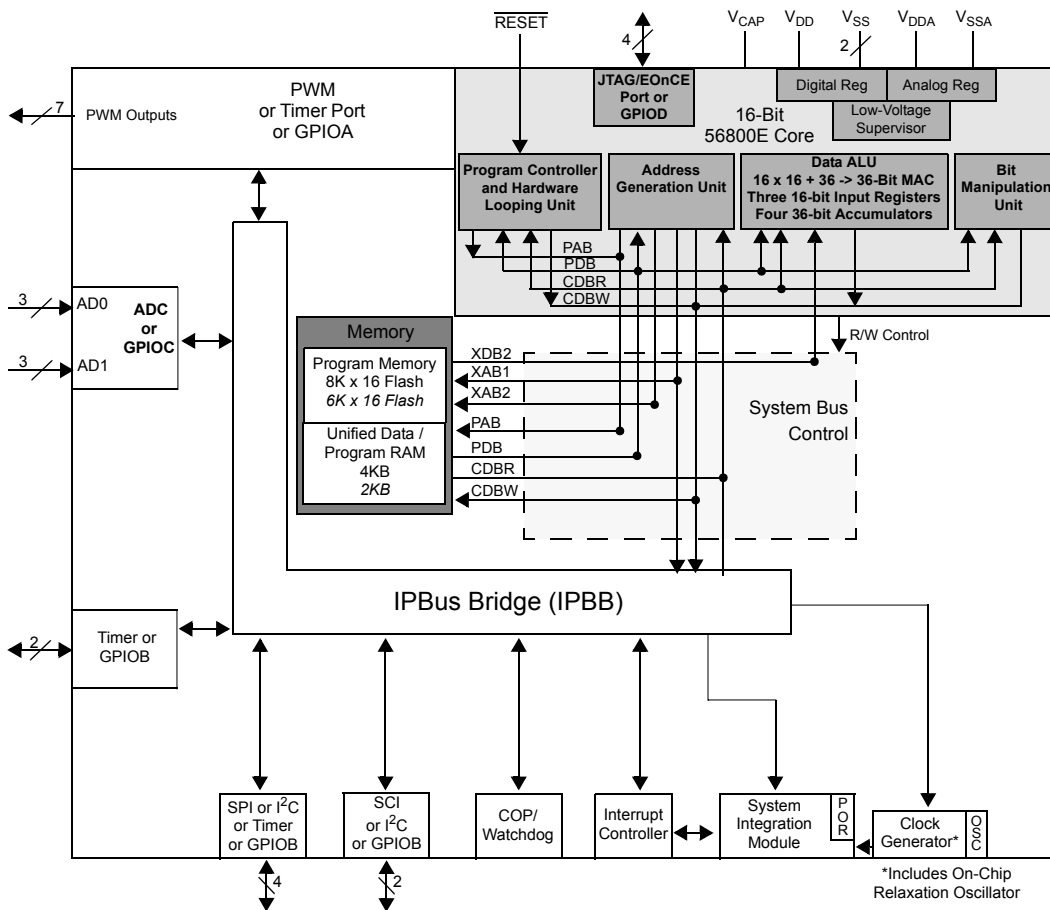 RESET
4
VCAP
VDD
VSS
VDDA
VSSA
2
JTAG/EOnCE
Port or
GPIOD
Digital Reg
Analog Reg
Low-Voltage
Supervisor
16-Bit
56800E Core
PWM
or Timer Port
or GPIOA
7
PWM Outputs
Program Controller
and Hardware
Looping Unit
Address
Generation Unit
Data ALU
16 x 16 + 36 -> 36-Bit MAC
Three 16-bit Input Registers
Four 36-bit Accumulators
Bit
Manipulation
Unit
PAB
PDB
CDBR
CDBW
3
AD0
3
AD1
ADC
or
GPIOC
Memory
Program Memory
8K x 16 Flash
6K x 16 Flash
Unified Data /
Program RAM
4KB
2KB
XDB2
XAB1
XAB2
PAB
PDB
CDBR
CDBW
R/W Control
System Bus
Control
IPBus Bridge (IPBB)
2
Timer or
GPIOB
SPI or I²C
or Timer
or GPIOB
4
SCI
or I²C
or GPIOB
2
COP/
Watchdog
Interrupt
Controller
System
Integration
Module
POR
Clock
Generator*
OSC
*Includes On-Chip
Relaxation Oscillator